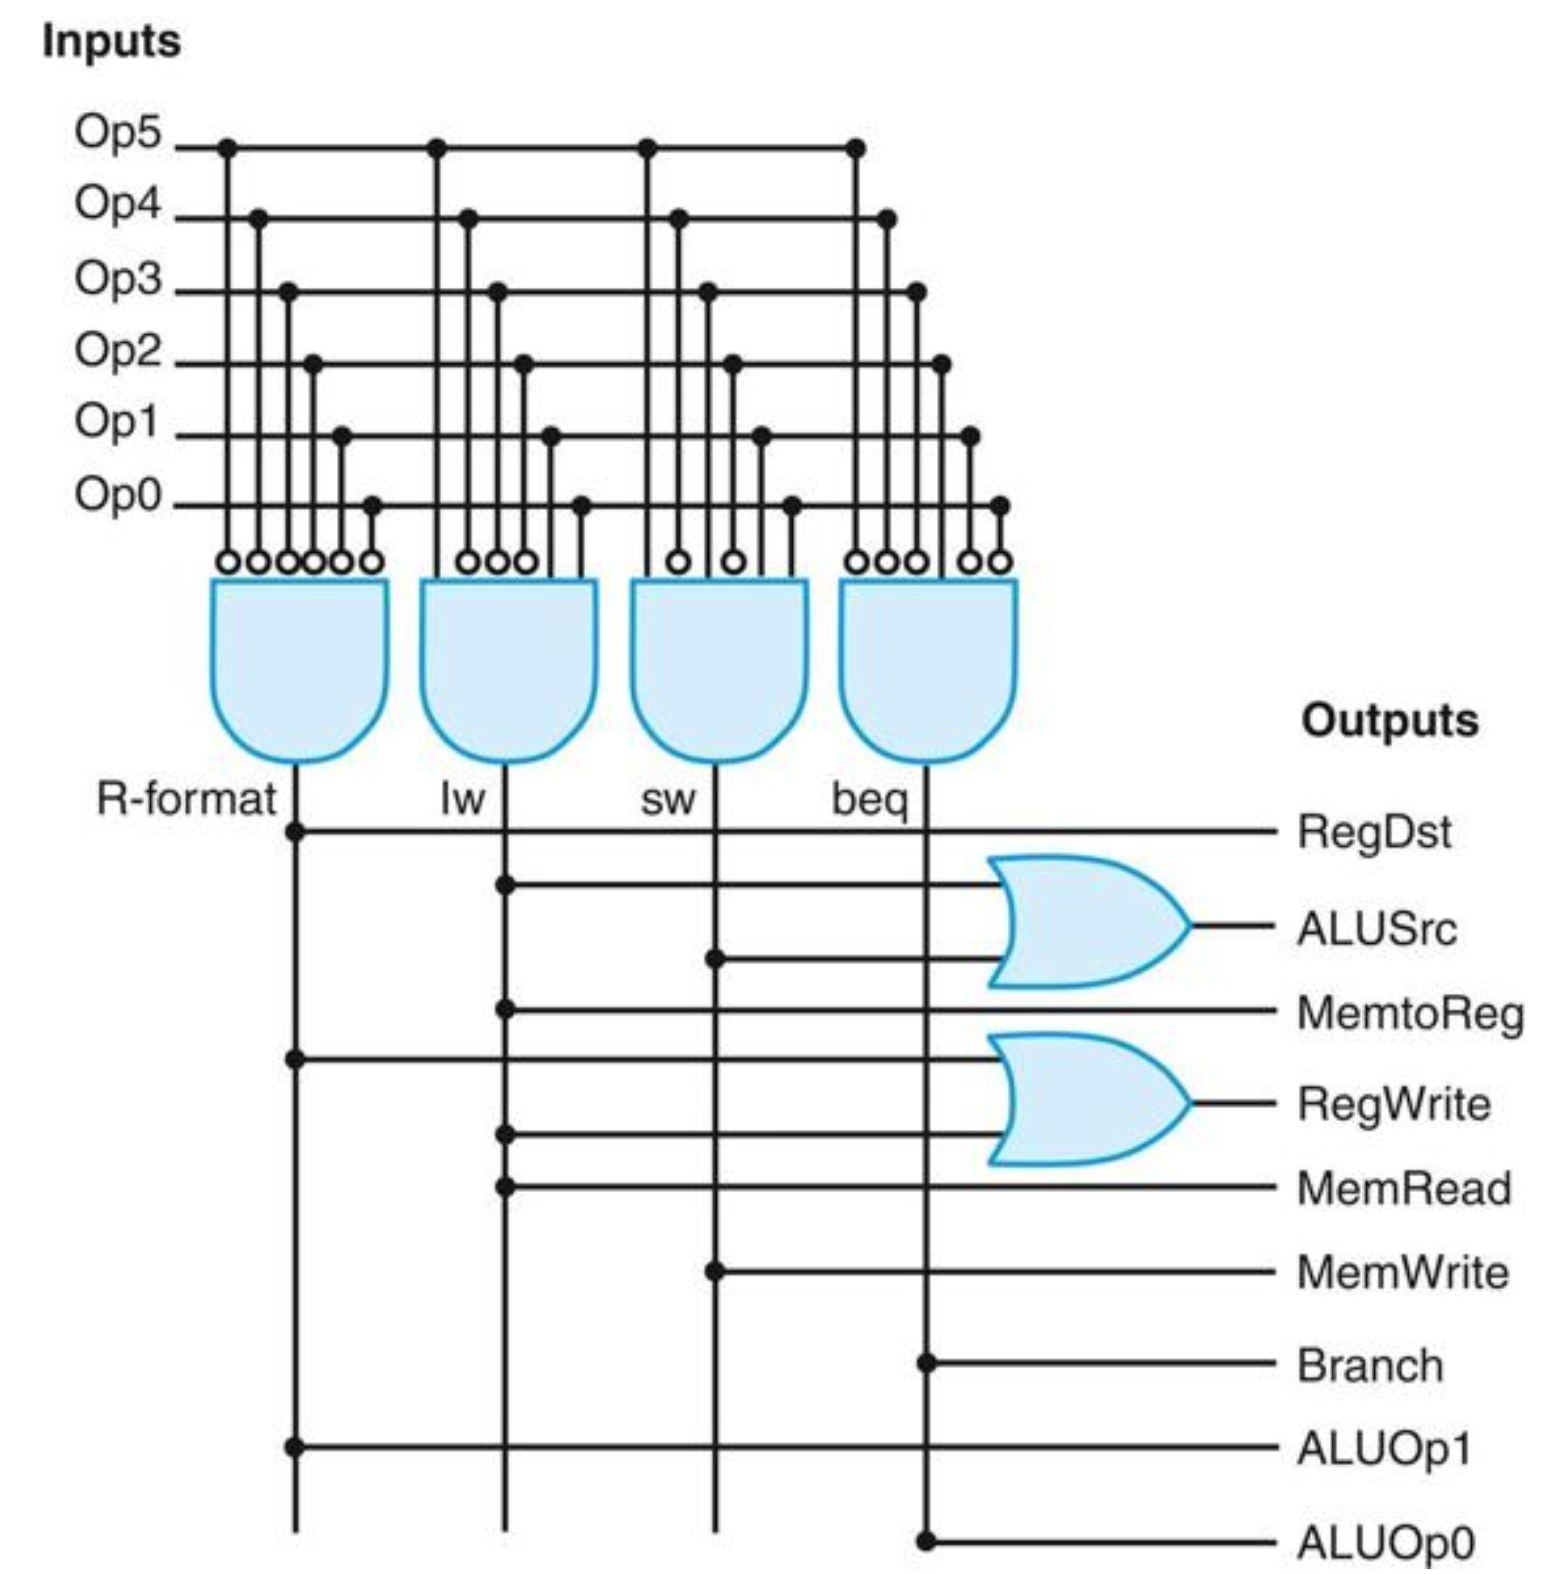 Inputs
Op5
Op4
Op3
Op2
Op1
Op0
Outputs
R-format
lw
sw
beq
RegDst
ALUSrc
MemtoReg
RegWrite
MemRead
MemWrite
Branch
ALUOp1
ALUOp0